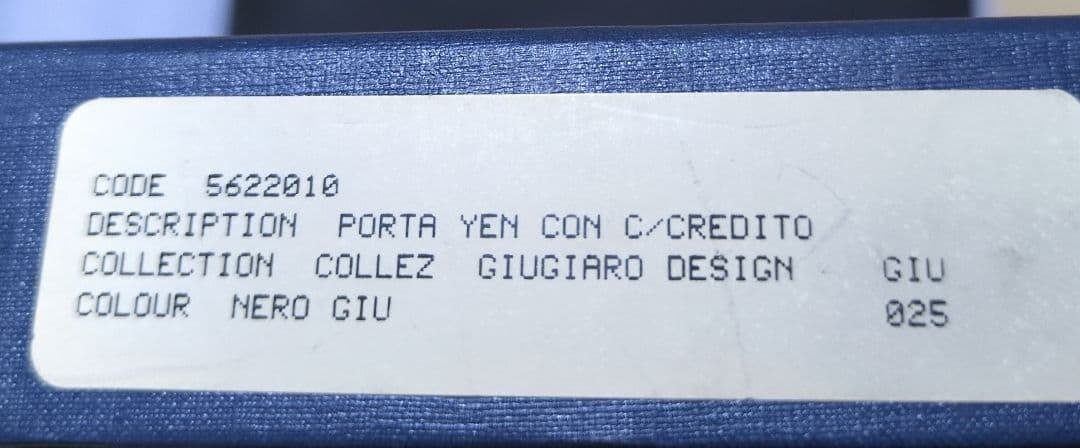 CODE 5622010
DESCRIPTION PORTA YEN CON C/CREDITO
COLLECTION COLLEZ GIUGIARO DESIGN GIU
COLOUR NERO GIU 025